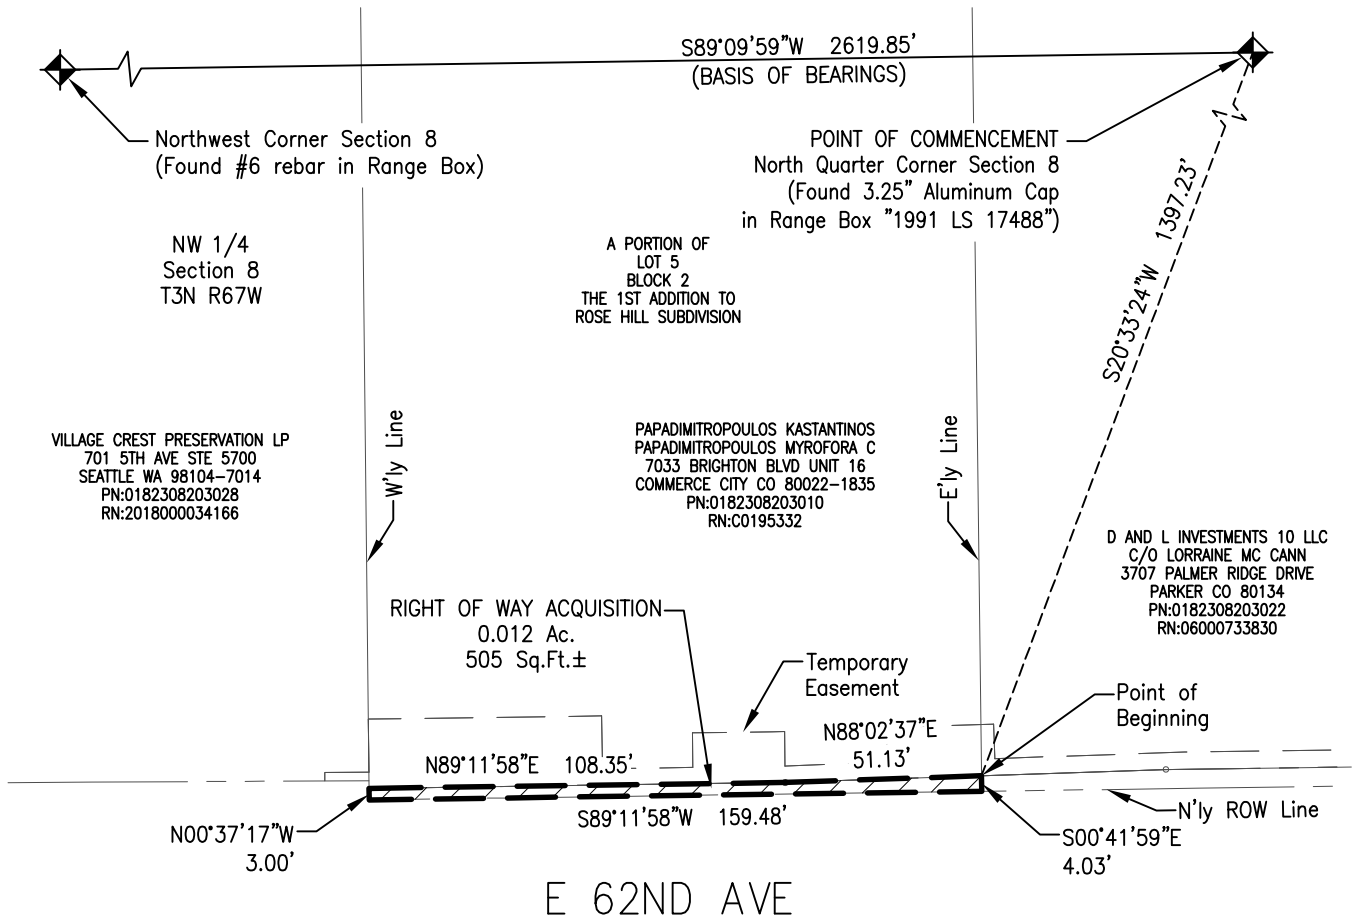 S89°09'59"W 2619.85'
(BASIS OF BEARINGS)
Northwest Corner Section 8
(Found #6 rebar in Range Box)
POINT OF COMMENCEMENT
North Quarter Corner Section 8
(Found 3.25" Aluminum Cap
in Range Box "1991 LS 17488")
NW 1/4
Section 8
T3N R67W
A PORTION OF
LOT 5
BLOCK 2
THE 1ST ADDITION TO
ROSE HILL SUBDIVISION
S20°33'24"W 1397.23'
VILLAGE CREST PRESERVATION LP
701 5TH AVE STE 5700
SEATTLE WA 98104-7014
PN:0182308203028
RN:2018000034166
W'ly Line
PAPADIMITROPOULOS KASTANTINOS
PAPADIMITROPOULOS MYROFORA C
7033 BRIGHTON BLVD UNIT 16
COMMERCE CITY CO 80022-1835
PN:0182308203010
RN:C0195332
E'ly Line
D AND L INVESTMENTS 10 LLC
C/O LORRAINE MC CANN
3707 PALMER RIDGE DRIVE
PARKER CO 80134
PN:0182308203022
RN:06000733830
RIGHT OF WAY ACQUISITION
0.012 Ac.
505 Sq.Ft.±
Temporary
Easement
Point of
Beginning
N88°02'37"E
51.13'
N89°11'58"E 108.35'
S89°11'58"W 159.48'
N'ly ROW Line
N00°37'17"W
3.00'
S00°41'59"E
4.03'
E 62ND AVE